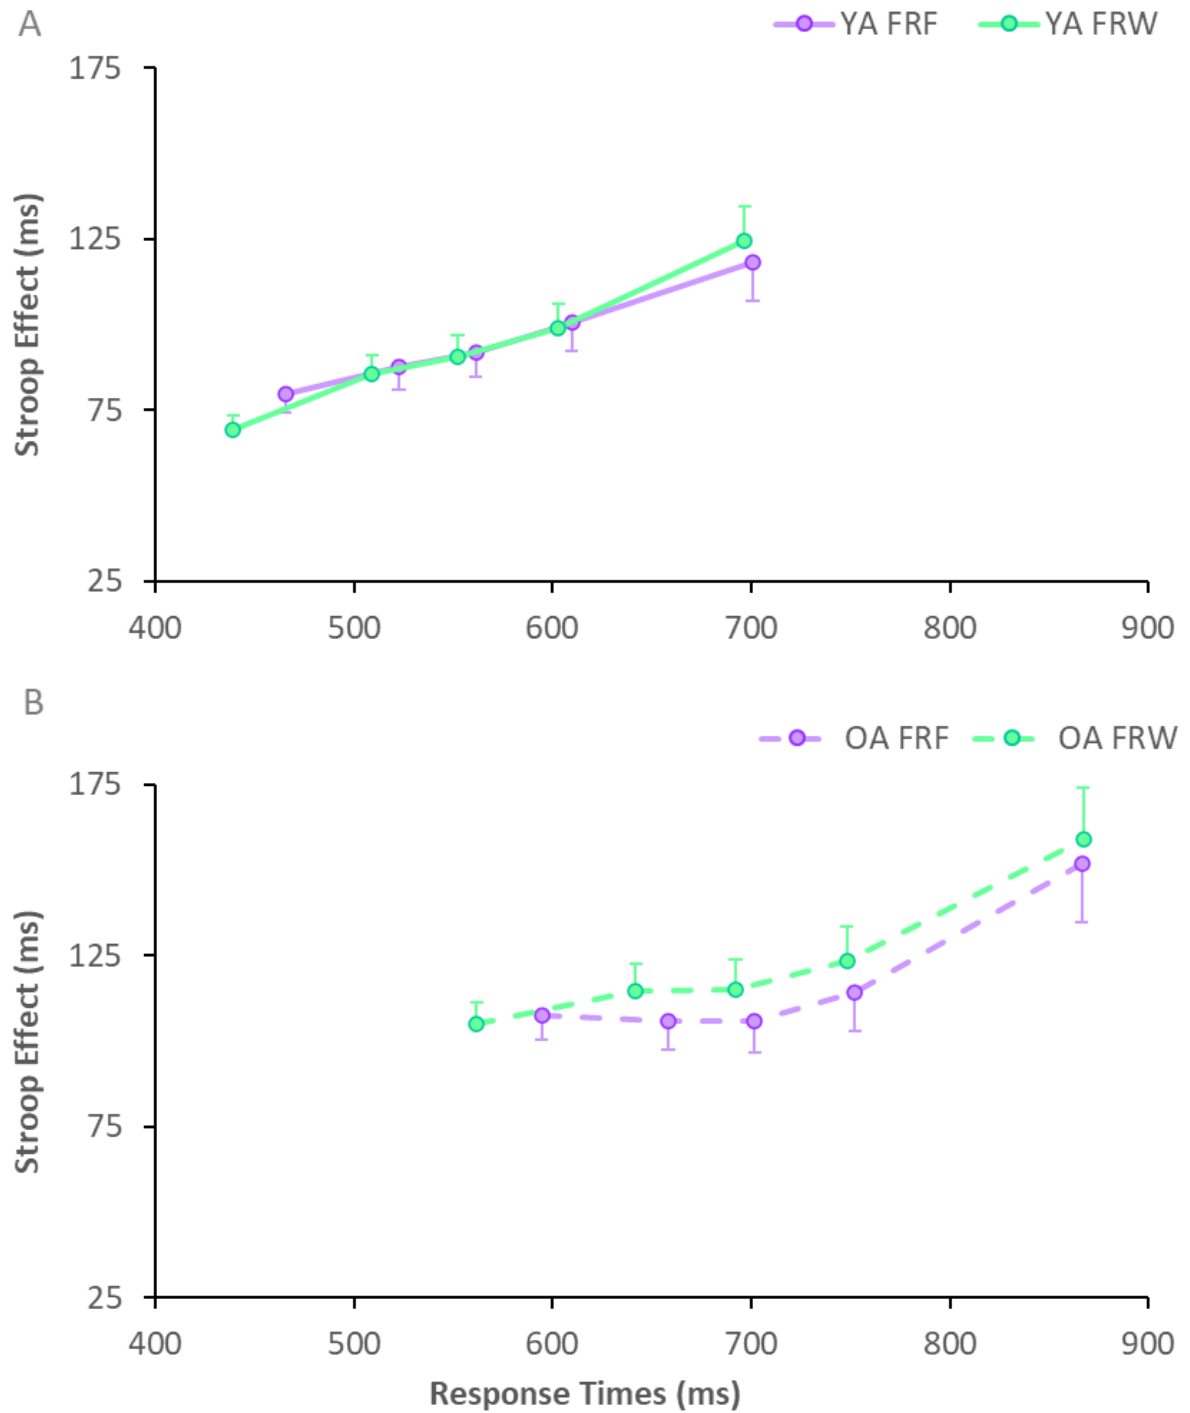 A
YA FRF YA FRW
175
125
75
25
Stroop Effect (ms)
400 500 600 700 800 900
B
OA FRF OA FRW
175
125
75
25
Stroop Effect (ms)
400 500 600 700 800 900
Response Times (ms)